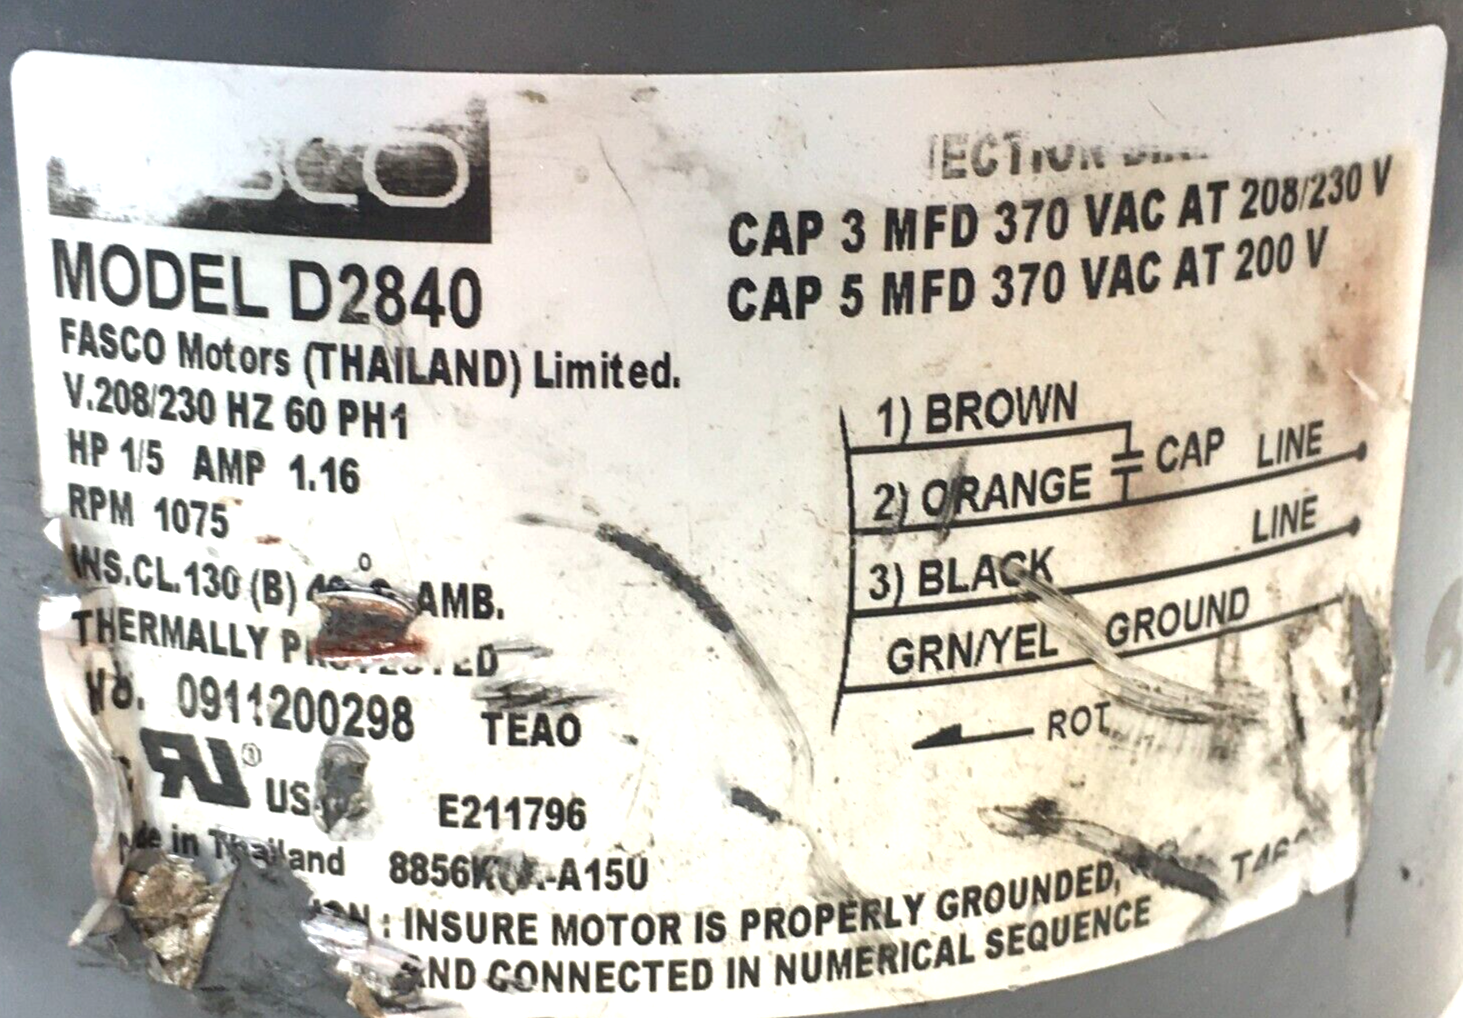 MODEL D2840
FASCO Motors (THAILAND) Limited.
V.208/230 HZ 60 PH1
HP 1/5 AMP 1.16
RPM 1075
INS.CL.130 (B) AMB.
THERMALLY PROTECTED
No. 0911200298 TEAO
US
E211796
Made in Thailand 8856 -A15U
: INSURE MOTOR IS PROPERLY GROUNDED,
AND CONNECTED IN NUMERICAL SEQUENCE
CAP 3 MFD 370 VAC AT 208/230 V
CAP 5 MFD 370 VAC AT 200 V
1) BROWN
CAP LINE
2) ORANGE
LINE
3) BLACK
GRN/YEL GROUND
ROT.